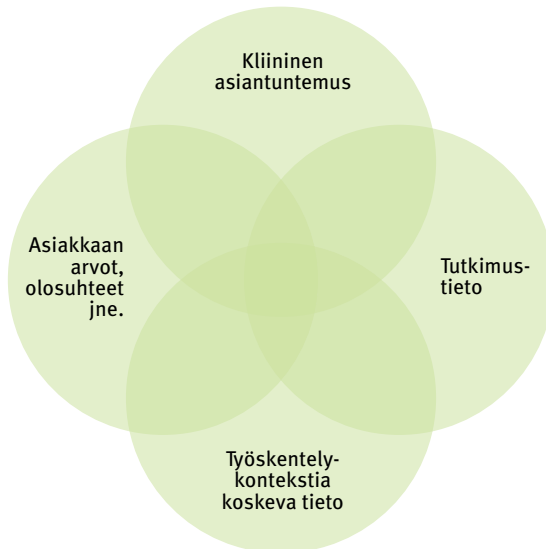 Kliininen
asiantuntemus
Asiakkaan
arvot,
olosuhteet
jne.
Tutkimus-
tieto
Työskentely-
kontekstia
koskeva tieto